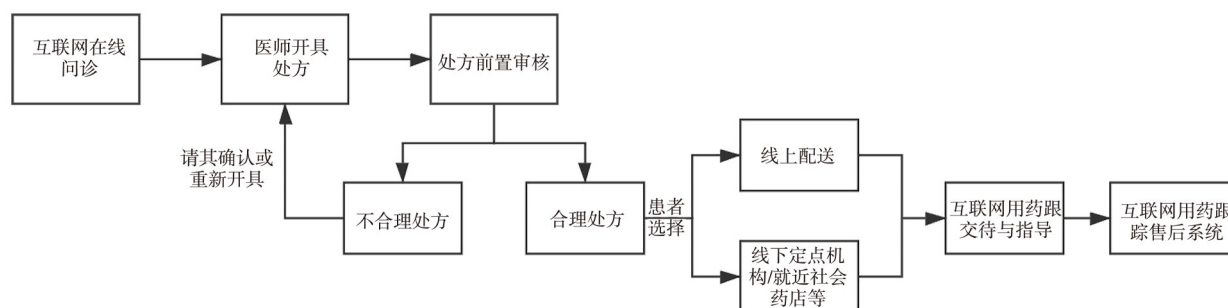 互联网在线
问诊
医师开具
处方
处方前置审核
请其确认或
重新开具
不合理处方
合理处方
患者
选择
线上配送
线下定点机
构/就近社会
药店等
互联网用药跟
交待与指导
互联网用药跟
踪售后系统